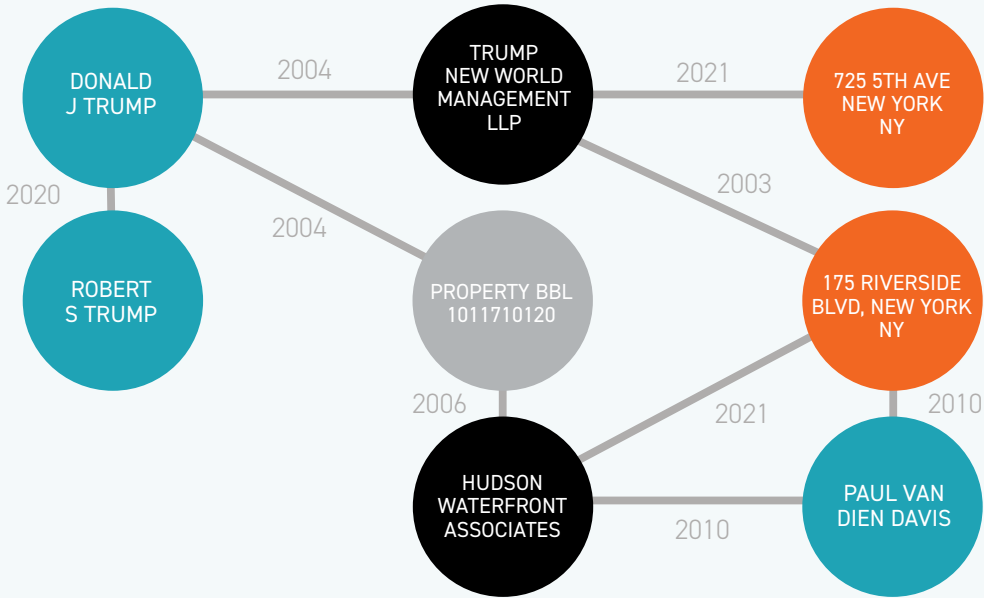 DONALD
J TRUMP
2004
TRUMP
NEW WORLD
MANAGEMENT
LLP
2021
725 5TH AVE
NEW YORK
NY
2020
2004
2003
ROBERT
S TRUMP
PROPERTY BBL
1011710120
175 RIVERSIDE
BLVD, NEW YORK
NY
2006
2021
2010
HUDSON
WATERFRONT
ASSOCIATES
2010
PAUL VAN
DIEN DAVIS